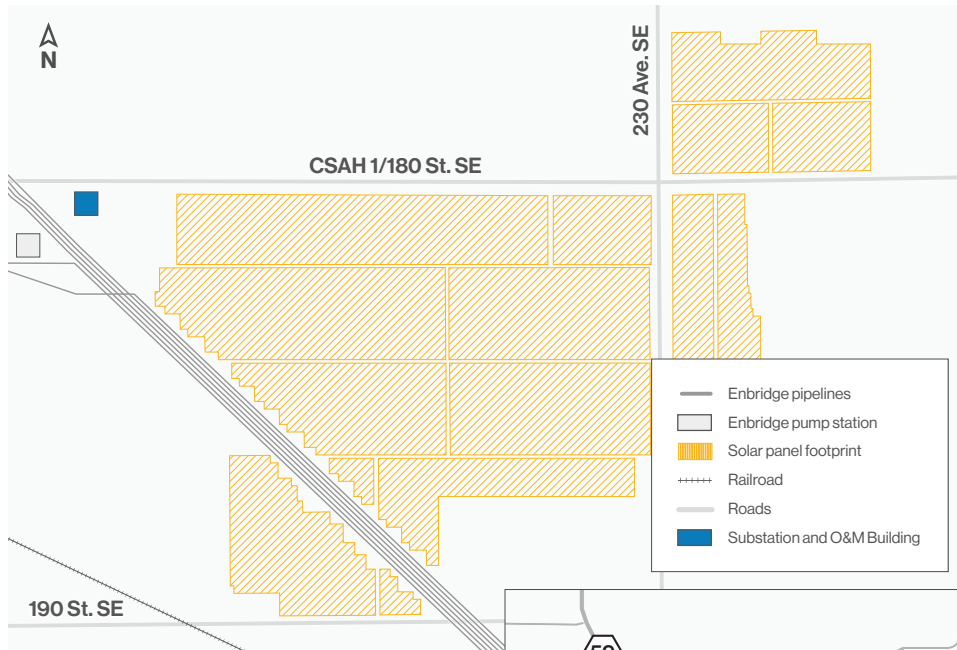 N
230 Ave. SE
CSAH 1/180 St. SE
Enbridge pipelines
Enbridge pump station
Solar panel footprint
Railroad
Roads
Substation and O&M Building
190 St. SE